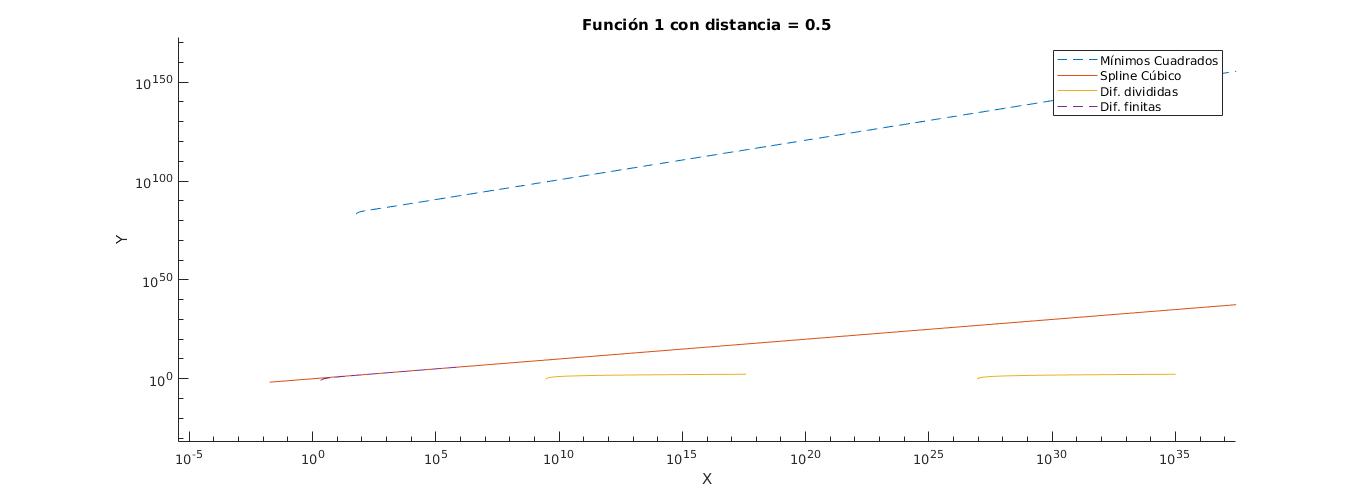 Función 1 con distancia = 0.5
Mínimos Cuadrados
Spline Cúbico
Dif. divididas
Dif. finitas
10^150
10^100
10^50
10^0
Y
10^-5 10^0 10^5 10^10 10^15 10^20 10^25 10^30 10^35
X